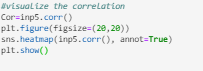 #visualize the correlation
Cor=inp5.corr()
plt.figure(figsize=(20,20))
sns.heatmap(inp5.corr(), annot=True)
plt.show()